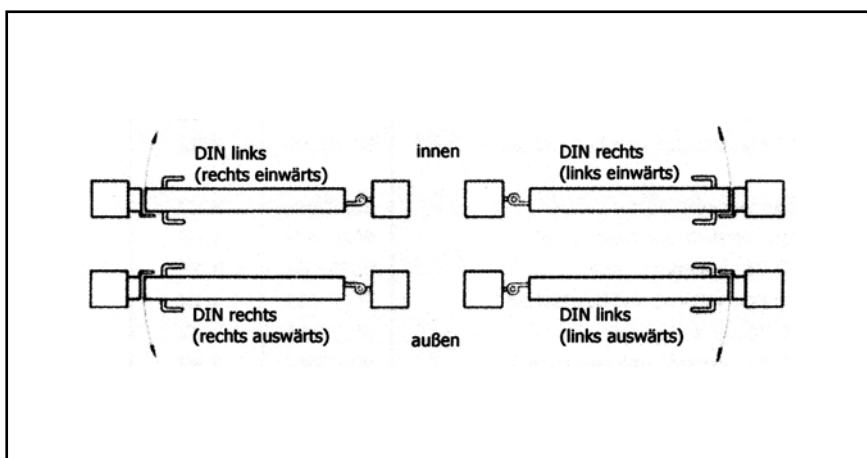 DIN links
(rechts einwärts)
innen
DIN rechts
(links einwärts)
DIN rechts
(rechts auswärts)
außen
DIN links
(links auswärts)